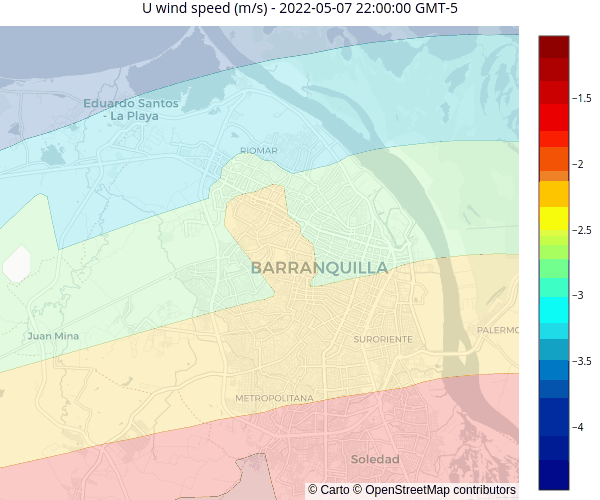 U wind speed (m/s) - 2022-05-07 22:00:00 GMT-5
Eduardo Santos
- La Playa
RIOMAR
BARRANQUILLA
Juan Mina
SURORIENTE
PALERMO
METROPOLITANA
Soledad
© Carto © OpenStreetMap contributors
−1.5
−2
−2.5
−3
−3.5
−4